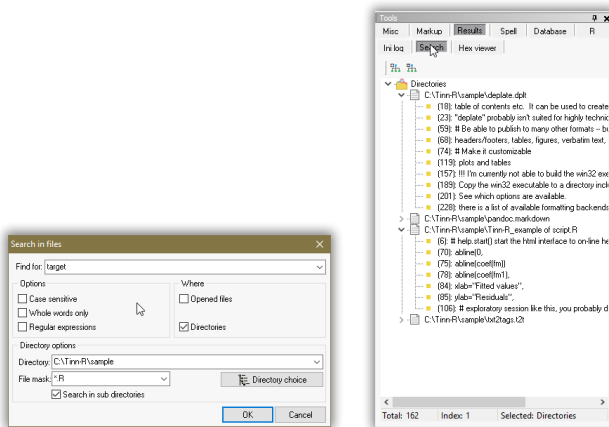 Search in files
Find for: target
Options
Case sensitive
Whole words only
Regular expressions
Where
Opened files
Directories
Directory options
Directory: C:\Tinn-R\sample
File mask: *.R
Directory choice
Search in sub directories
OK Cancel
Tools
Misc Markup Results Spell Database R
Ini log Search Hex viewer
Directories
C:\Tinn-R\sample\deplate.dplt
(18): table of contents etc. It can be used to create
(23): "deplate" probably isn't suited for highly technic
(59): # Be able to publish to many other formats -- bu
(68): headers/footers, tables, figures, verbatim text,
(74): # Make it customizable
(119): plots and tables
(157): !!! I'm currently not able to build the win32 exe
(189): Copy the win32 executable to a directory inclu
(201): See which options are available.
(228): there is a list of available formatting backends
C:\Tinn-R\sample\pandoc.markdown
C:\Tinn-R\sample\Tinn-R_example of script.R
(6): # help.start() start the html interface to on-line he
(70): abline(0,
(75): abline(coef(fm))
(78): abline(coef(fm1),
(84): xlab="Fitted values",
(85): ylab="Residuals",
(106): # exploratory session like this, you probably d
C:\Tinn-R\sample\txt2tags.t2t
Total: 162 Index: 1 Selected: Directories